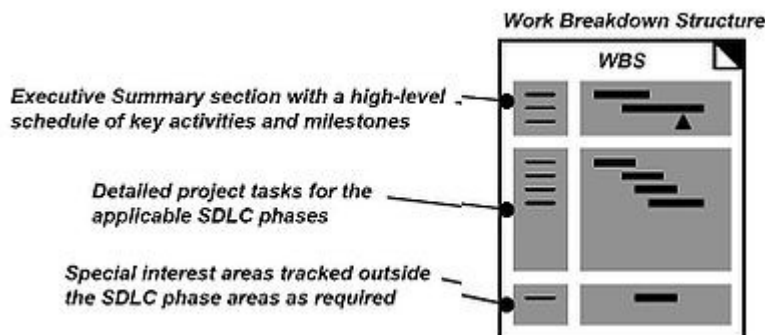 Work Breakdown Structure
WBS
Executive Summary section with a high-level
schedule of key activities and milestones
Detailed project tasks for the
applicable SDLC phases
Special interest areas tracked outside
the SDLC phase areas as required